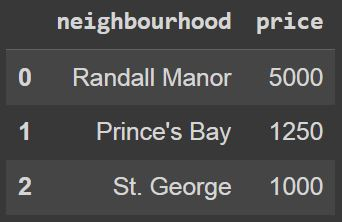 neighbourhood price
0 Randall Manor 5000
1 Prince's Bay 1250
2 St. George 1000